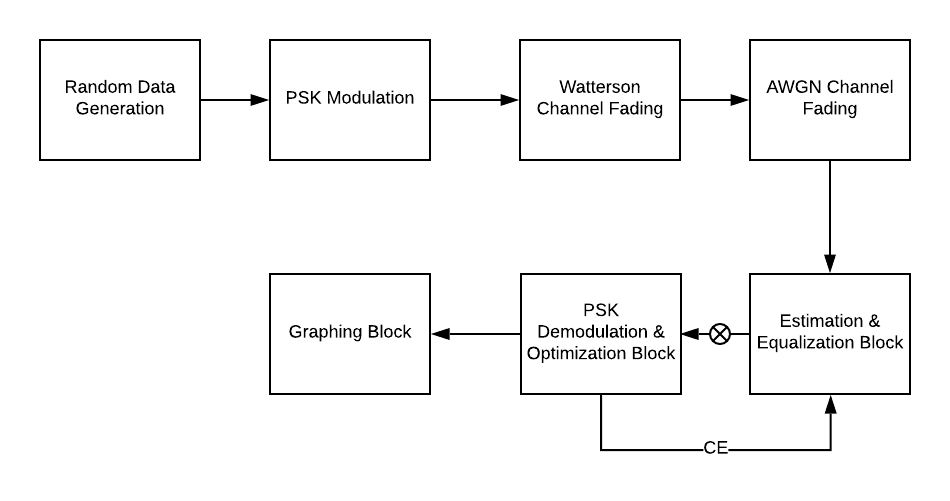 Random Data
Generation
PSK Modulation
Watterson
Channel Fading
AWGN Channel
Fading
Graphing Block
PSK
Demodulation &
Optimization Block
Estimation &
Equalization Block
CE